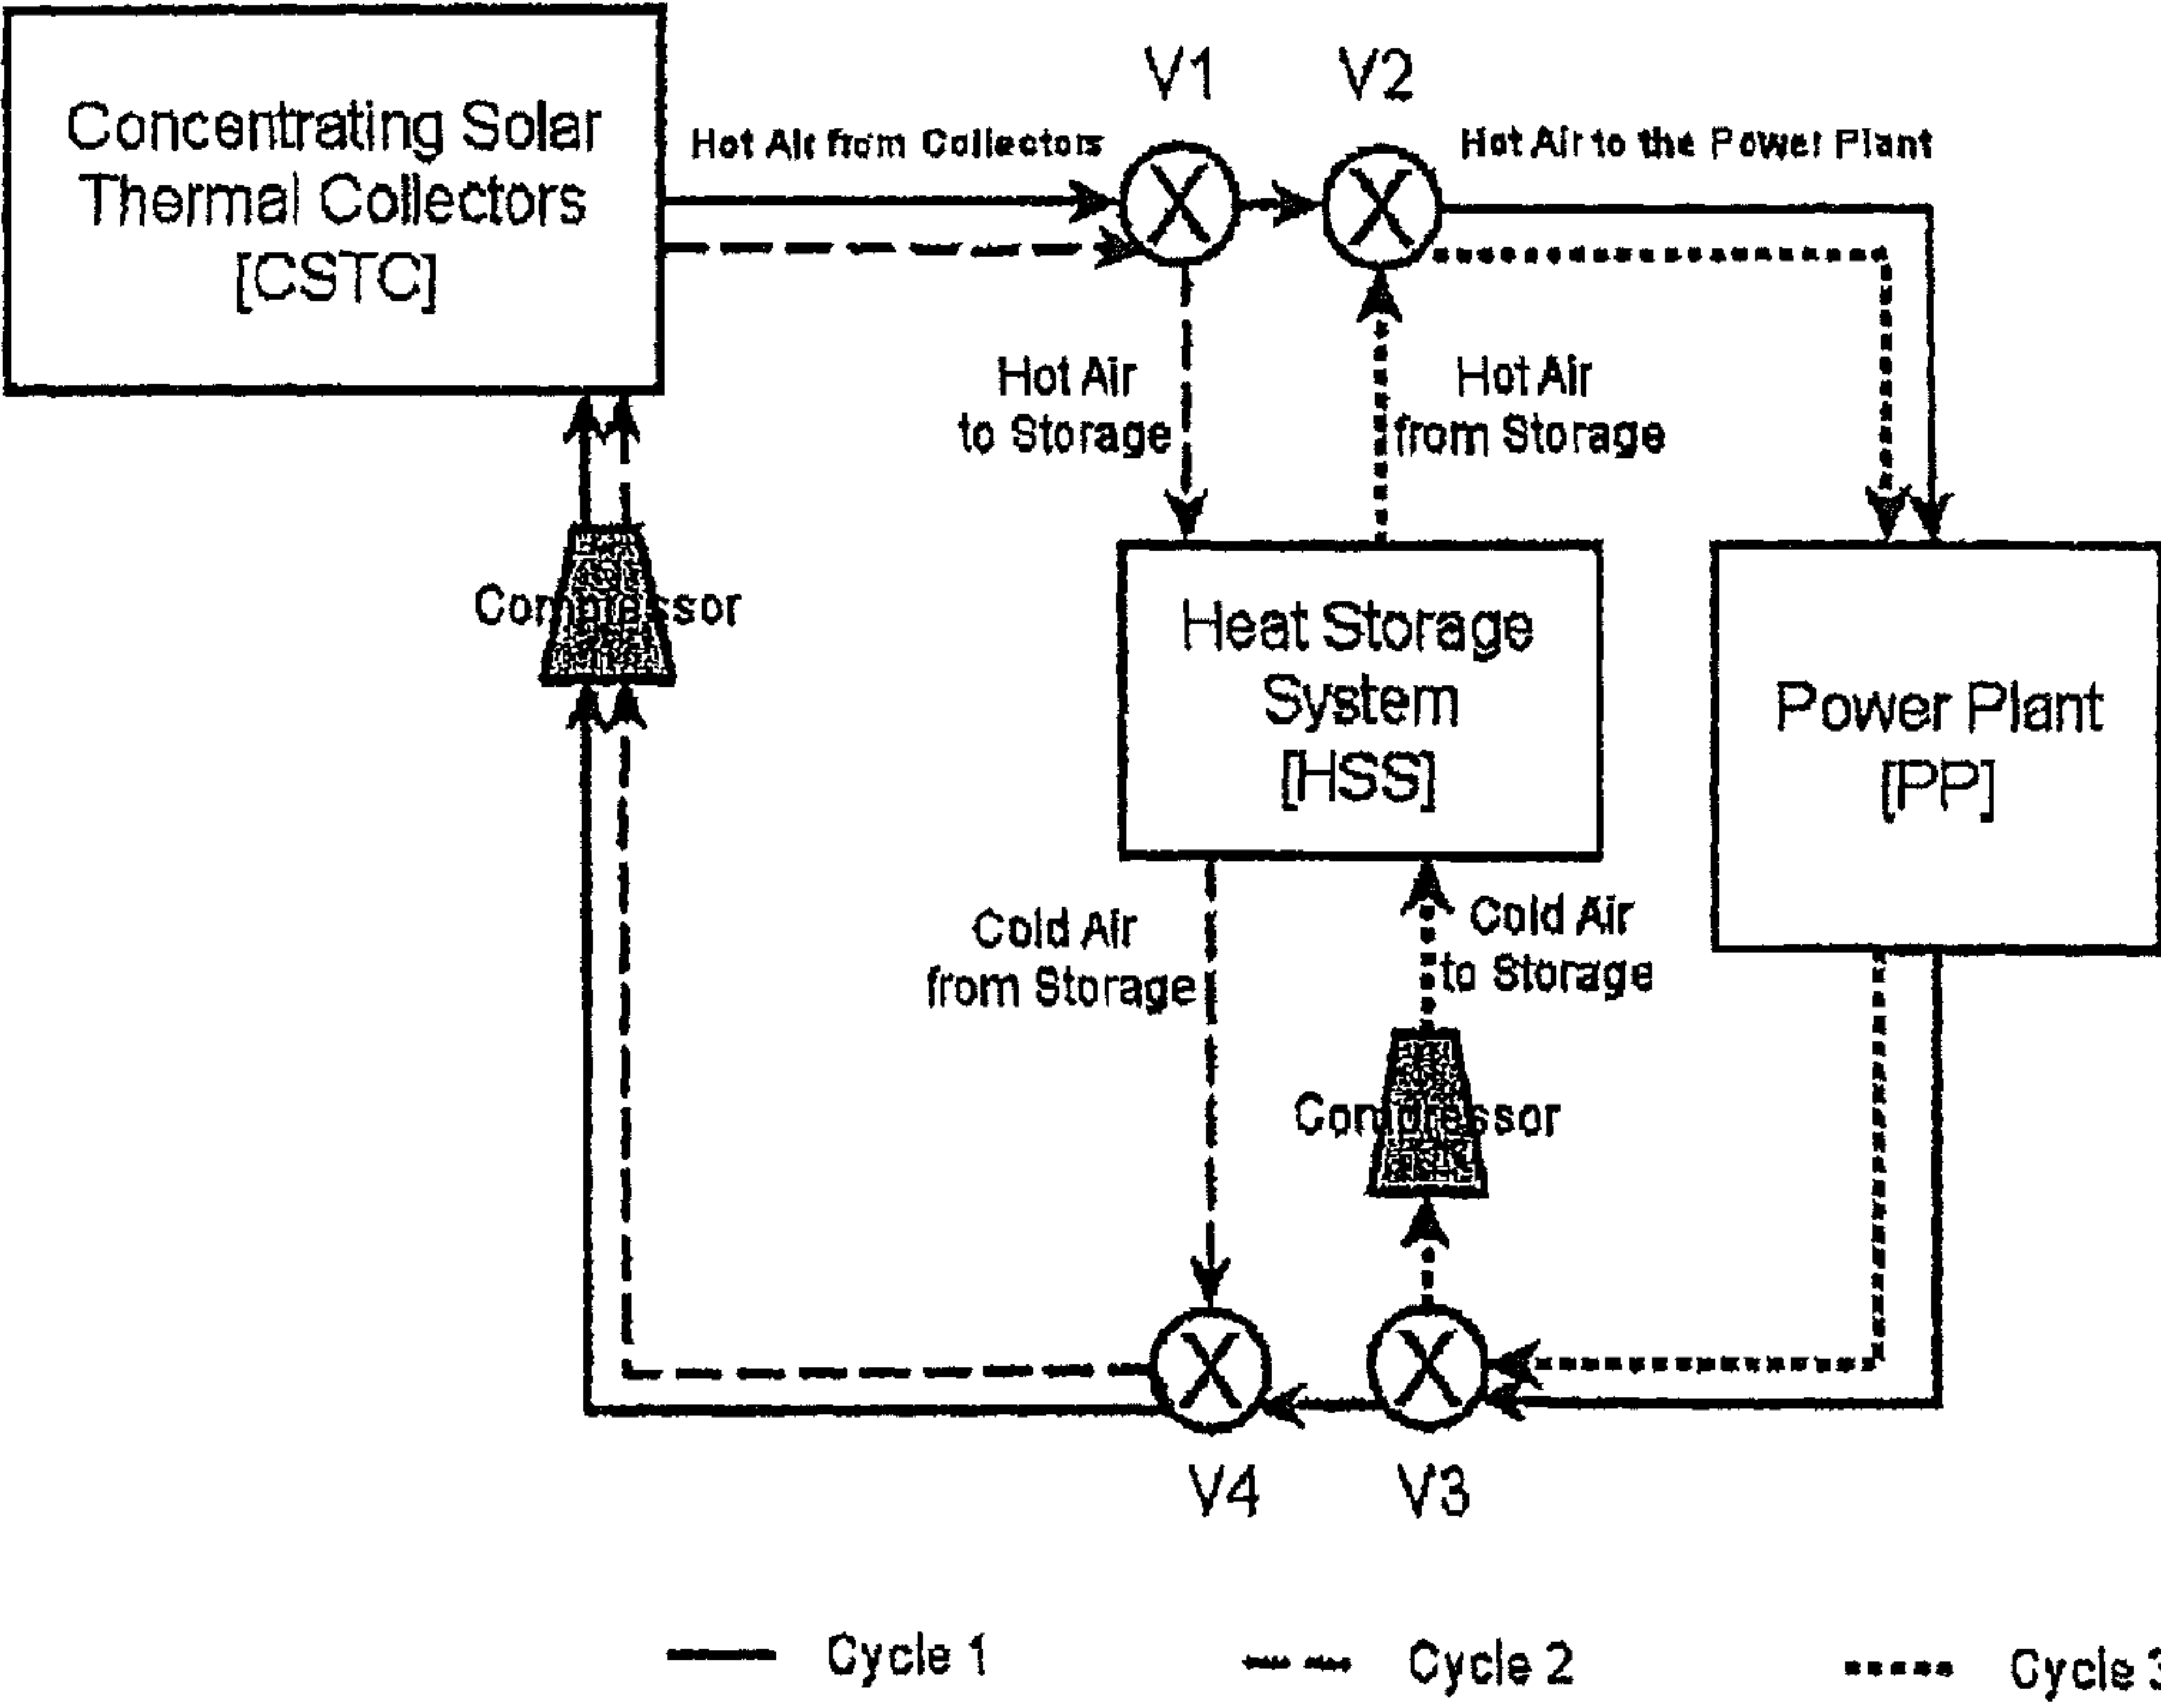 Concentrating Solar
Thermal Collectors
[CSTC]
V1
V2
Hot Air from Collectors
Hot Air to the Power Plant
Hot Air
to Storage
Hot Air
from Storage
Compressor
Heat Storage
System
[HSS]
Power Plant
[PP]
Cold Air
from Storage
Cold Air
to Storage
Compressor
V4
V3
Cycle 1
Cycle 2
Cycle 3